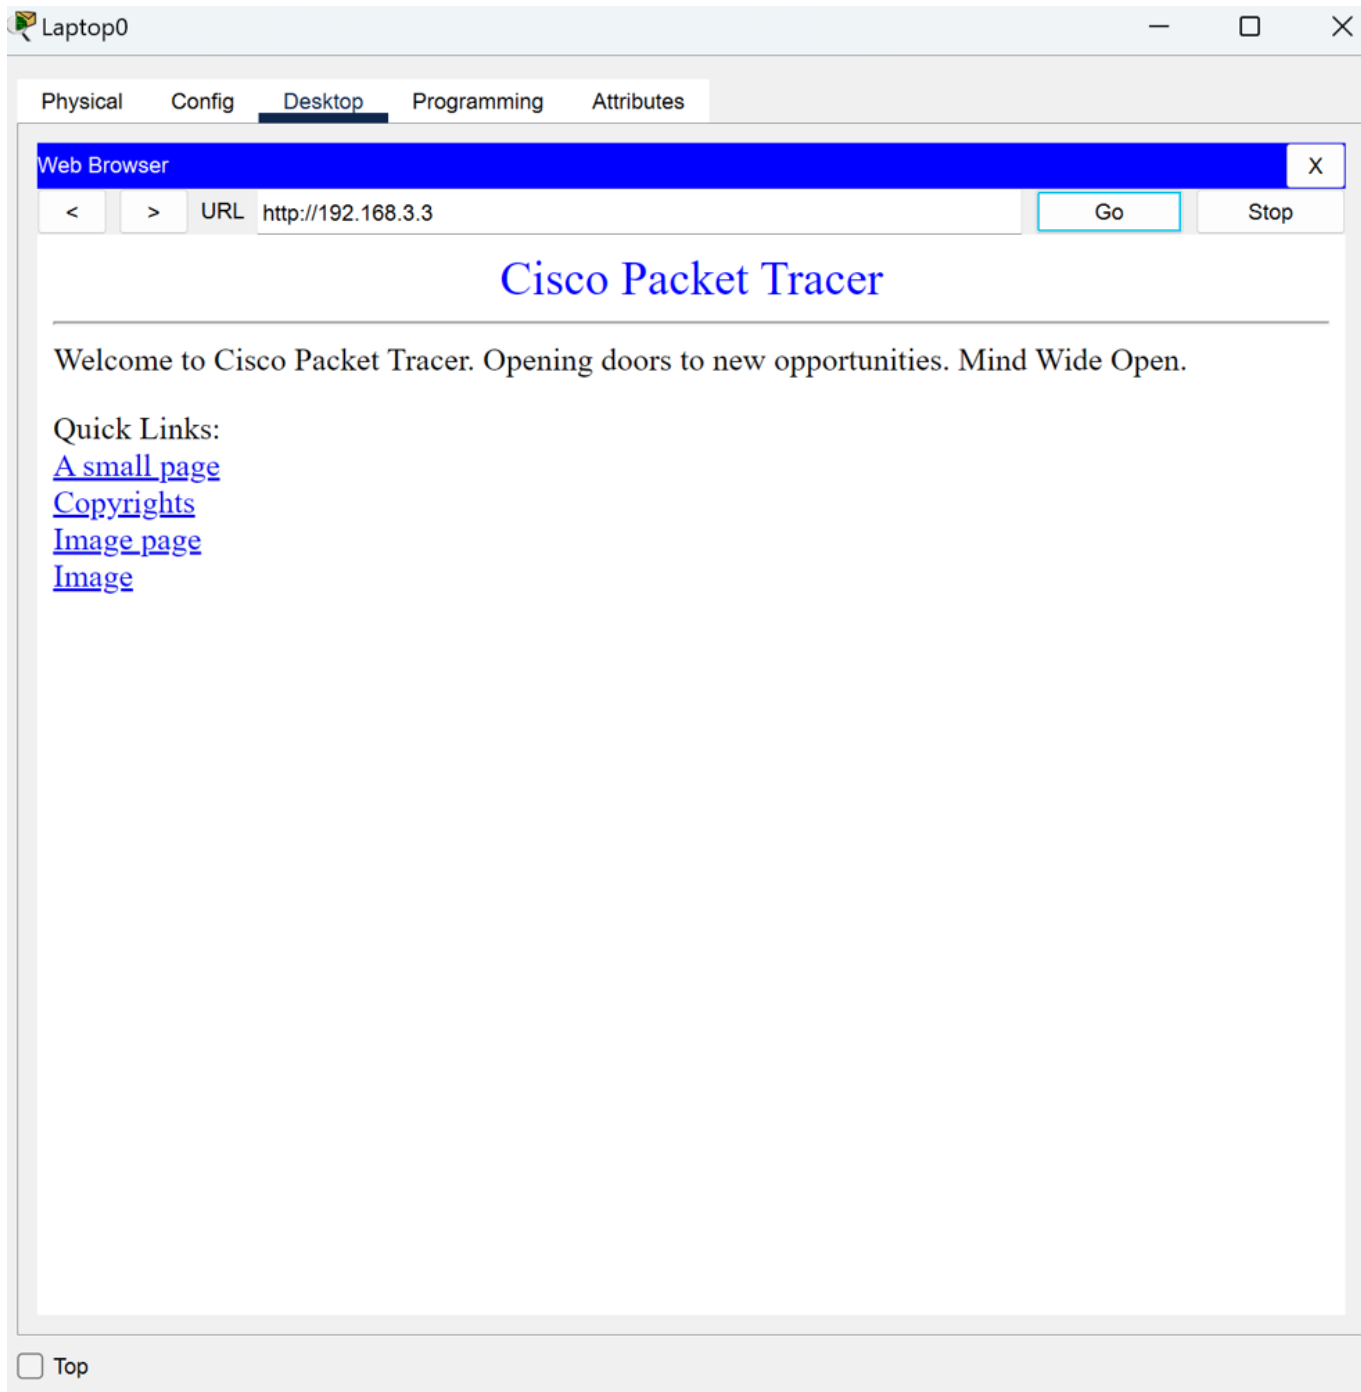 Laptop0
Physical Config Desktop Programming Attributes
Web Browser X
< > URL http://192.168.3.3 Go Stop
Cisco Packet Tracer
Welcome to Cisco Packet Tracer. Opening doors to new opportunities. Mind Wide Open.
Quick Links:
A small page
Copyrights
Image page
Image
Top